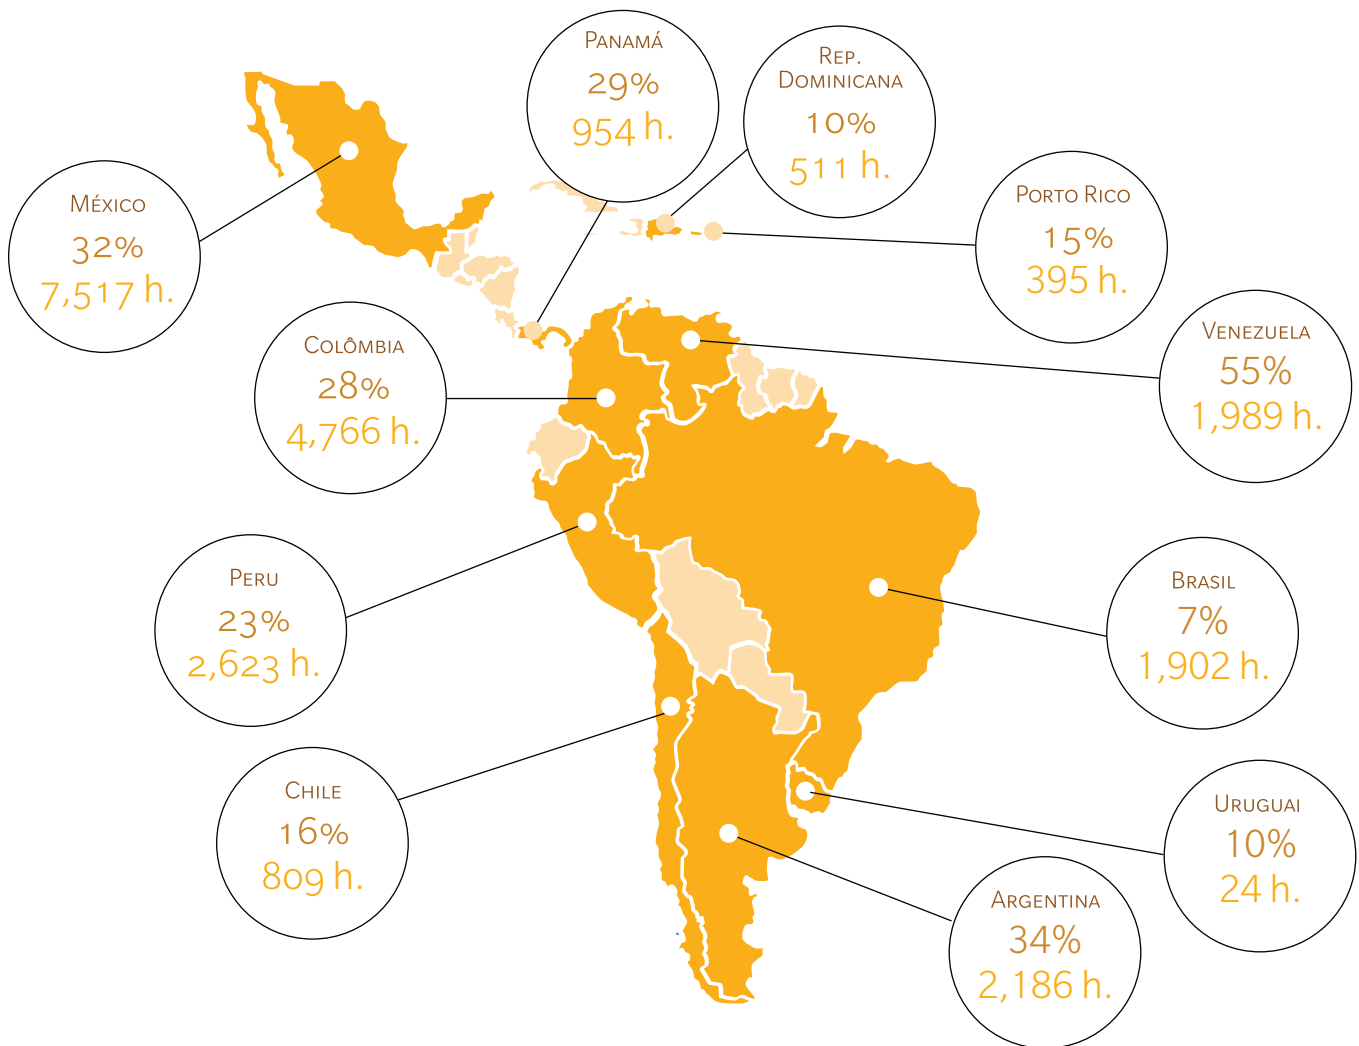 Panamá
29%
954 h.
Rep.
Dominicana
10%
511 h.
México
32%
7,517 h.
Porto Rico
15%
395 h.
Colômbia
28%
4,766 h.
Venezuela
55%
1,989 h.
Peru
23%
2,623 h.
Brasil
7%
1,902 h.
Chile
16%
809 h.
Uruguai
10%
24 h.
Argentina
34%
2,186 h.